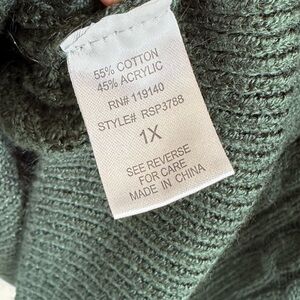 55% COTTON
45% ACRYLIC
RN# 119140
STYLE# RSP3788
1X
SEE REVERSE
FOR CARE
MADE IN CHINA